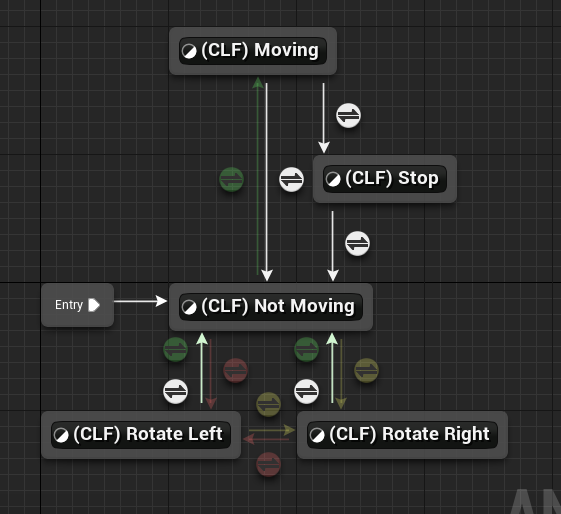 (CLF) Moving
(CLF) Stop
Entry
(CLF) Not Moving
(CLF) Rotate Left
(CLF) Rotate Right
AN